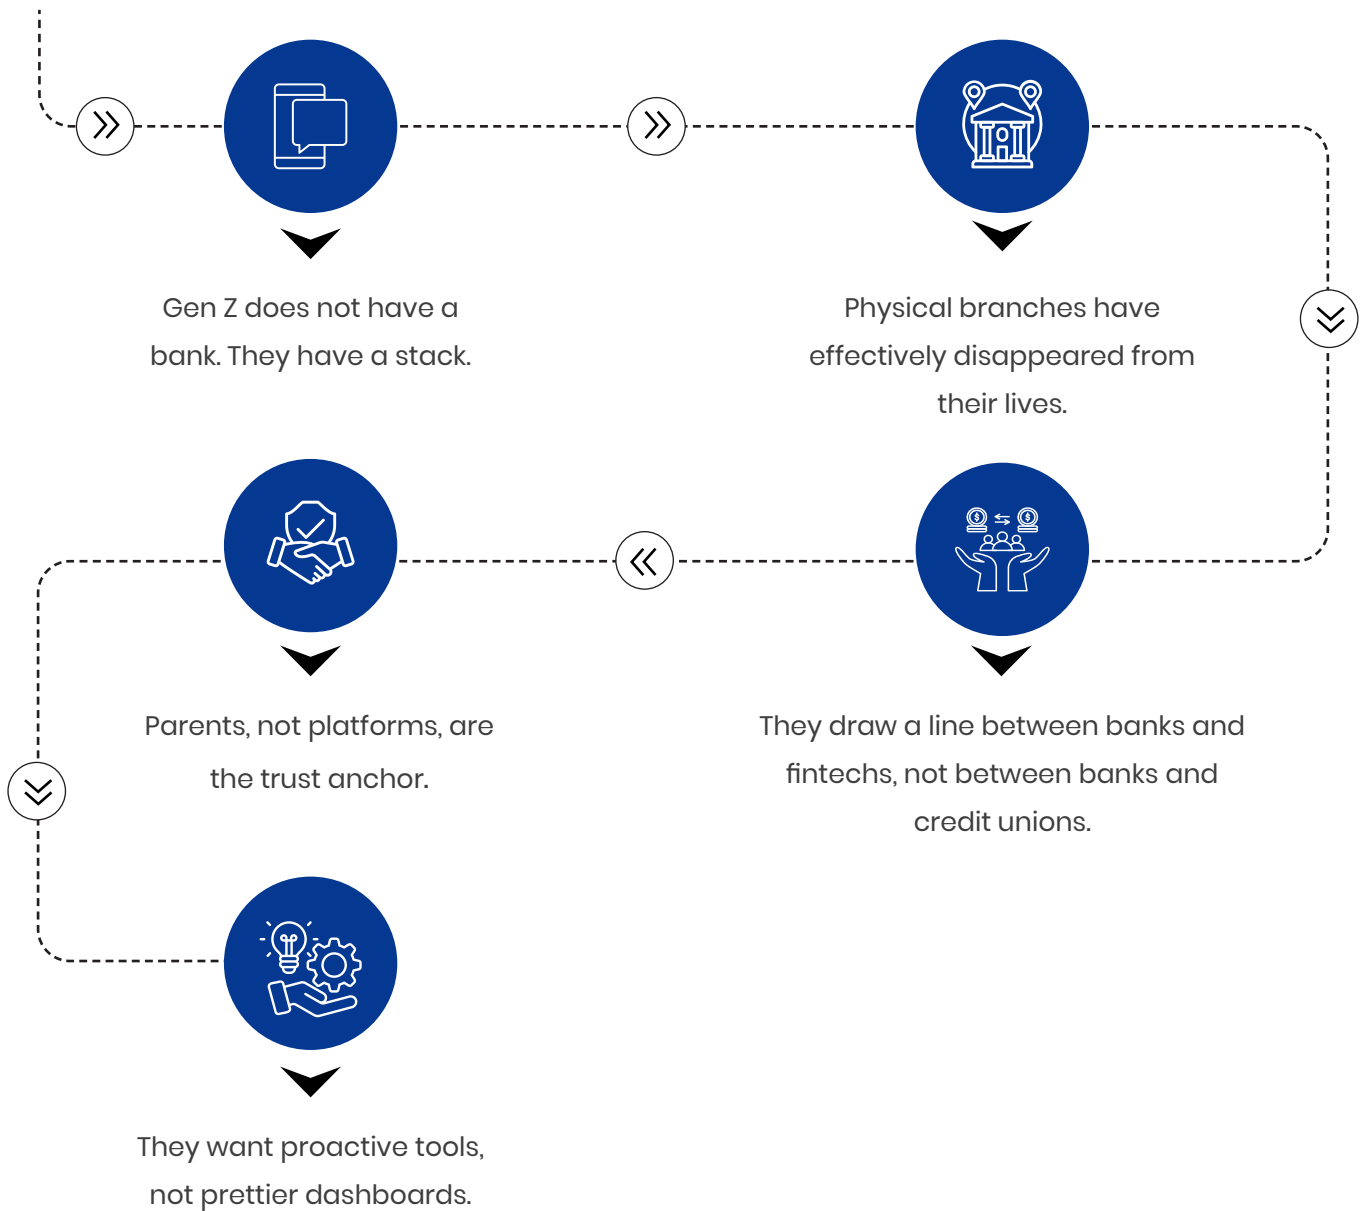 Gen Z does not have a
bank. They have a stack.
Physical branches have
effectively disappeared from
their lives.
They draw a line between banks and
fintechs, not between banks and
credit unions.
Parents, not platforms, are
the trust anchor.
They want proactive tools,
not prettier dashboards.